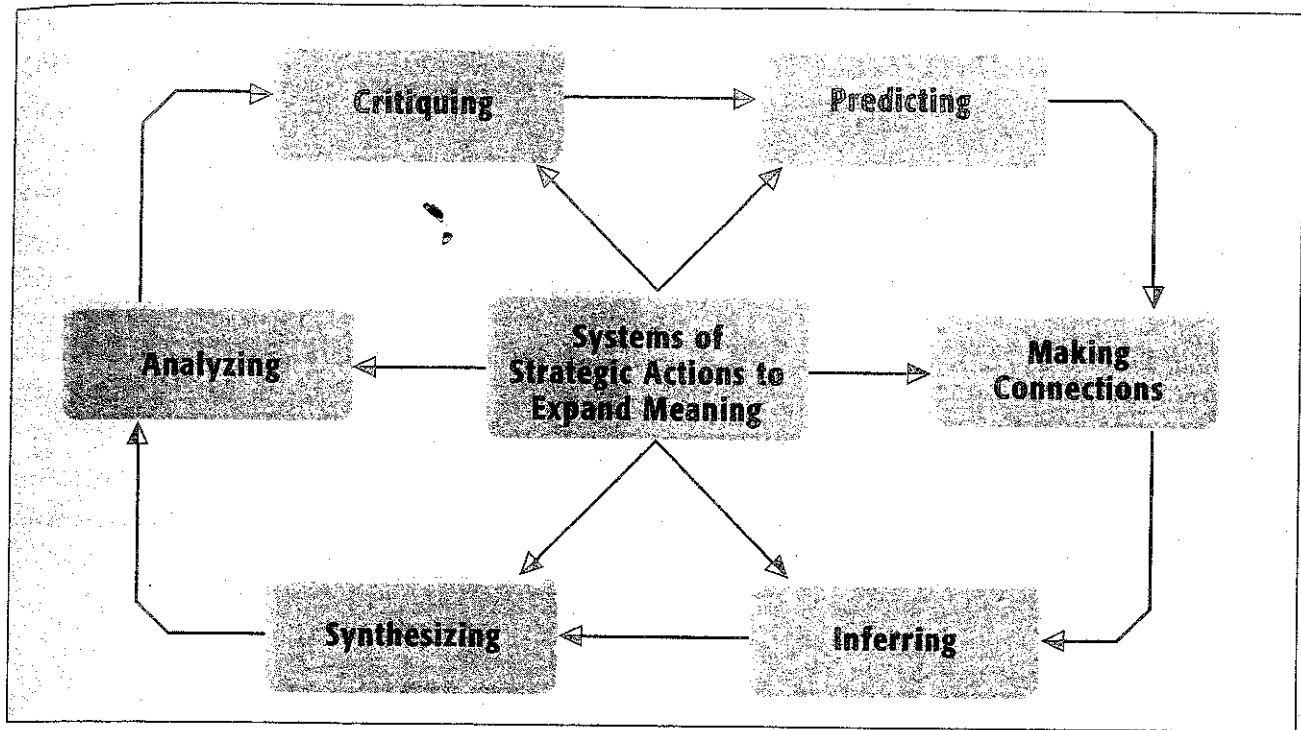 Critiquing
Predicting
Analyzing
Systems of
Strategic Actions to
Expand Meaning
Making
Connections
Synthesizing
Inferring